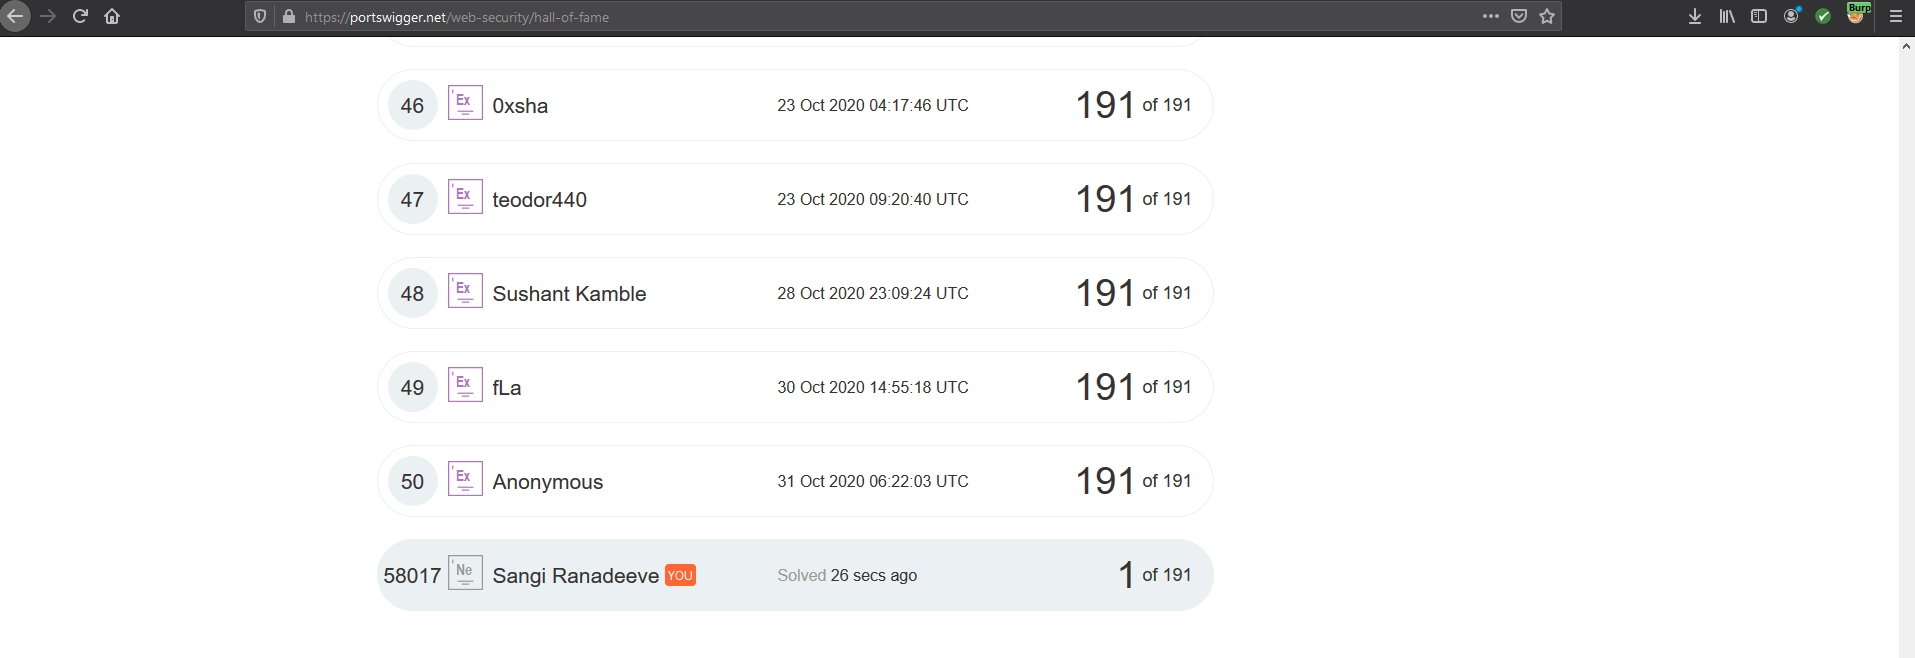 https://portswigger.net/web-security/hall-of-fame
Burp
46 Ex 0xsha 23 Oct 2020 04:17:46 UTC 191 of 191
47 Ex teodor440 23 Oct 2020 09:20:40 UTC 191 of 191
48 Ex Sushant Kamble 28 Oct 2020 23:09:24 UTC 191 of 191
49 Ex fLa 30 Oct 2020 14:55:18 UTC 191 of 191
50 Ex Anonymous 31 Oct 2020 06:22:03 UTC 191 of 191
58017 Ne Sangi Ranadeeve YOU Solved 26 secs ago 1 of 191